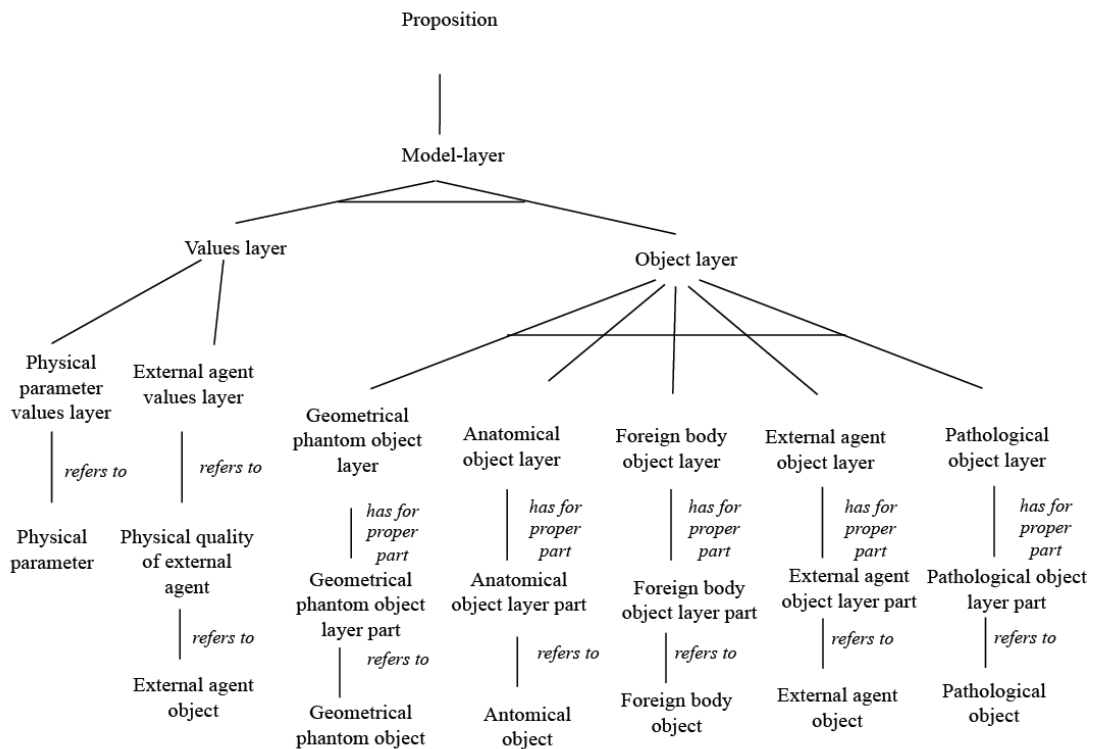 Proposition
Model-layer
Values layer
Object layer
Physical
parameter
values layer
External agent
values layer
Geometrical
phantom object
layer
Anatomical
object layer
Foreign body
object layer
External agent
object layer
Pathological
object layer
refers to
refers to
has for
proper
part
has for
proper
part
has for
proper
part
has for
proper
part
has for
proper
part
Physical
parameter
Physical quality
of external
agent
Geometrical
phantom object
layer part
Anatomical
object layer part
Foreign body
object layer part
External agent
object layer part
Pathological object
layer part
refers to
refers to
refers to
refers to
refers to
refers to
External agent
object
Geometrical
phantom object
Antomical
object
Foreign body
object
External agent
object
Pathological
object